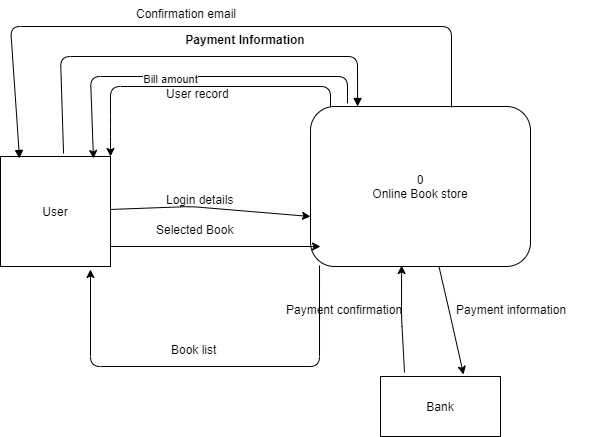 Confirmation email
Payment Information
Bill amount
User record
0
Online Book store
User
Login details
Selected Book
Payment confirmation
Payment information
Book list
Bank